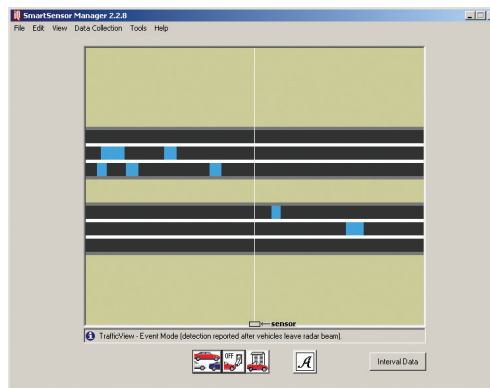 SmartSensor Manager 2.2.8
File Edit View Data Collection Tools Help
sensor
TrafficView - Event Mode (detection reported after vehicles leave radar beam).
OFF
A
Interval Data